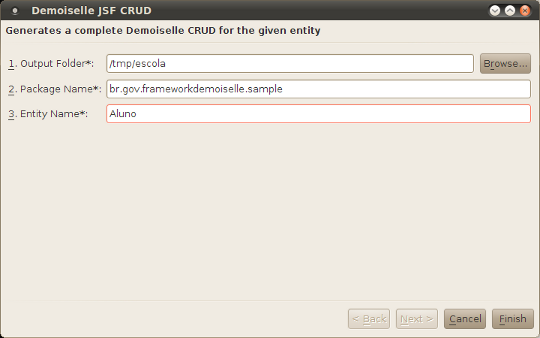 Demoiselle JSF CRUD
Generates a complete Demoiselle CRUD for the given entity
1. Output Folder*: /tmp/escola Browse...
2. Package Name*: br.gov.frameworkdemoiselle.sample
3. Entity Name*: Aluno
< Back Next > Cancel Finish